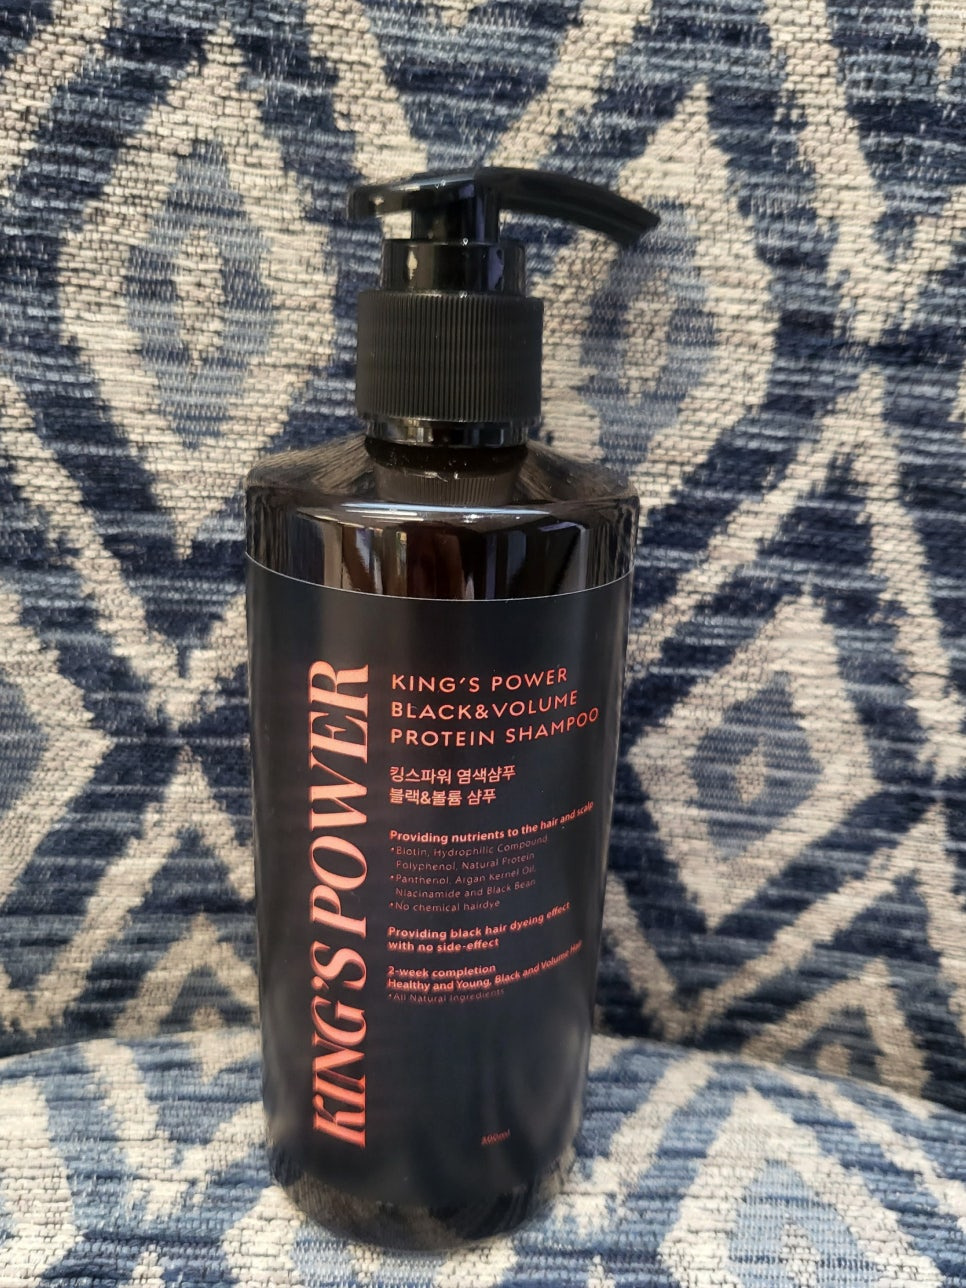 KING'S POWER
KING'S POWER
BLACK&VOLUME
PROTEIN SHAMPOO
킹스파워 염색샴푸
블랙&볼륨 샴푸
Providing nutrients to the hair and scalp
•Biotin, Hydrophilic Compound
Polyphenol, Natural Protein
•Panthenol, Argan Kernel Oil,
Niacinamide and Black Bean
•No chemical hairdye
Providing black hair dyeing effect
with no side-effect
2-week completion
Healthy and Young, Black and Volume Hair
•All Natural Ingredients
300ml